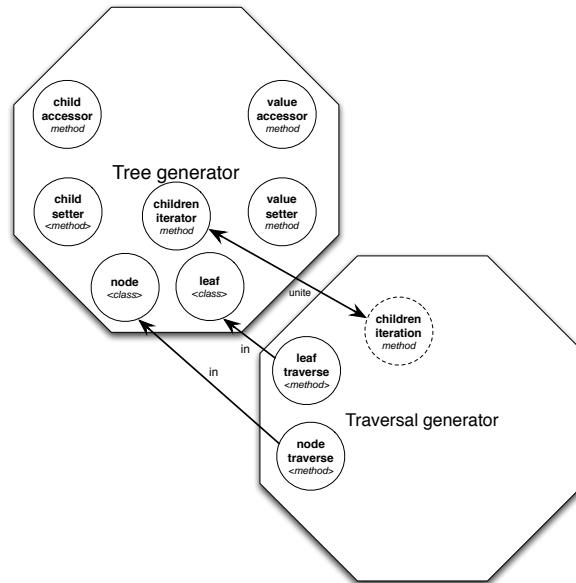 child
accessor
method
value
accessor
method
Tree generator
child
setter
<method>
children
iterator
method
value
setter
method
node
<class>
leaf
<class>
unite
children
iteration
method
in
leaf
traverse
<method>
in
Traversal generator
node
traverse
<method>